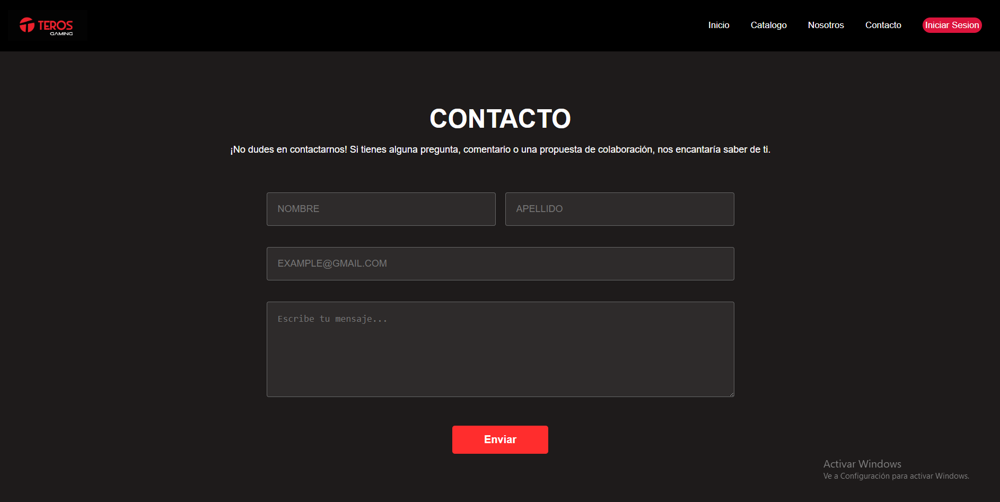 TEROS
GAMING
Inicio Catalogo Nosotros Contacto Iniciar Sesion
CONTACTO
¡No dudes en contactarnos! Si tienes alguna pregunta, comentario o una propuesta de colaboración, nos encantaría saber de ti.
NOMBRE APELLIDO
EXAMPLE@GMAIL.COM
Escribe tu mensaje...
Enviar
Activar Windows
Ve a Configuración para activar Windows.